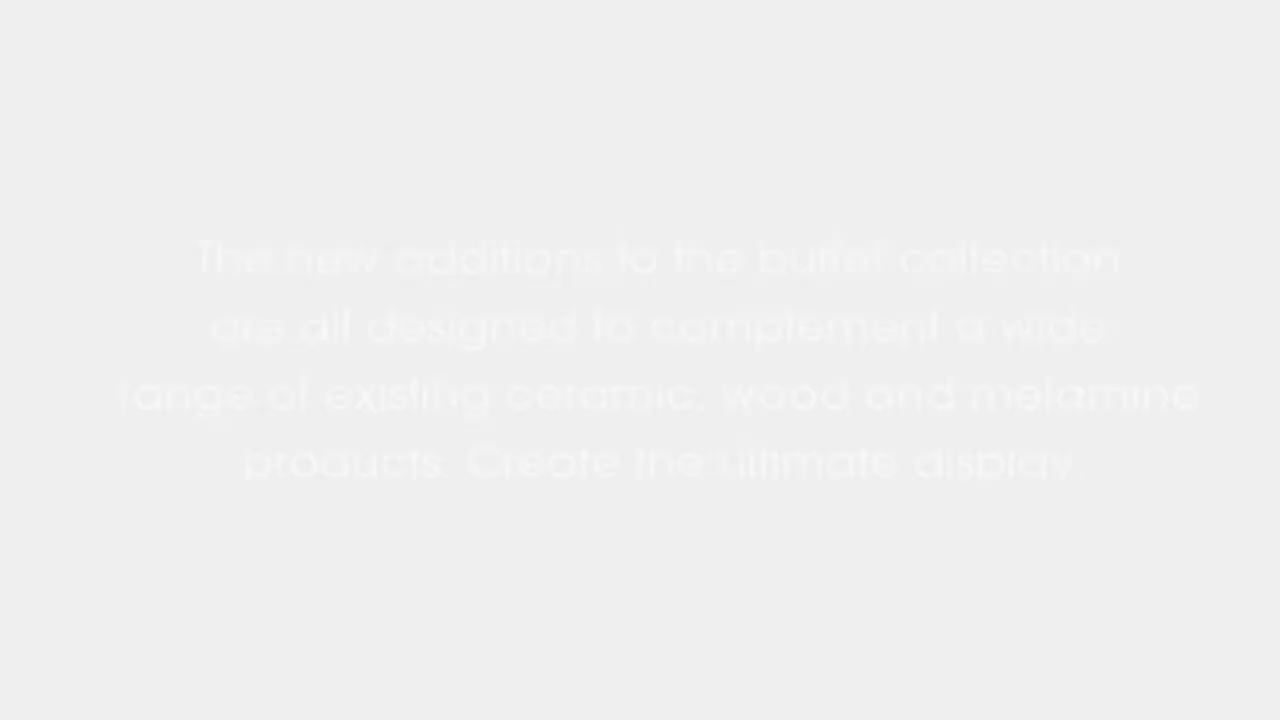 The new additions to the buffet collection
are all designed to complement a wide
range of existing ceramic, wood and melamine
products. Create the ultimate display.